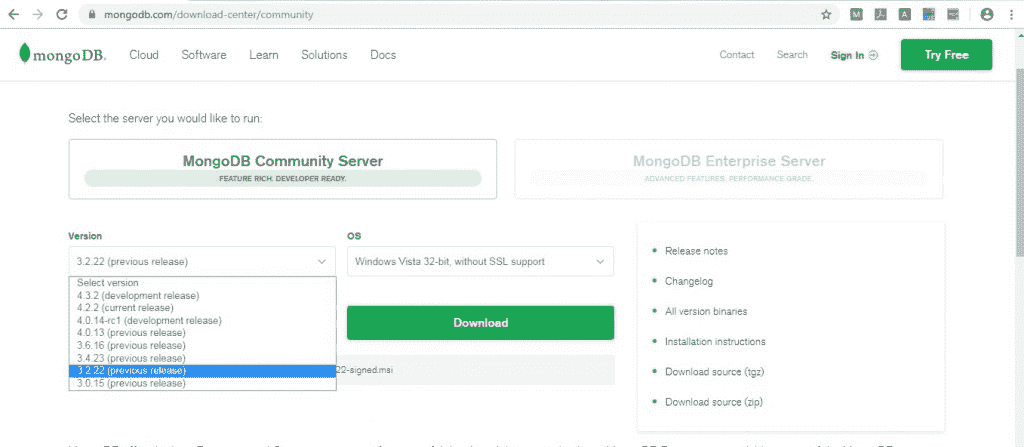 mongodb.com/download-center/community
mongoDB. Cloud Software Learn Solutions Docs Contact Search Sign In Try Free
Select the server you would like to run:
MongoDB Community Server
FEATURE RICH. DEVELOPER READY.
MongoDB Enterprise Server
ADVANCED FEATURES. PERFORMANCE GRADE.
Version
3.2.22 (previous release)
Select version
4.3.2 (development release)
4.2.2 (current release)
4.0.14-rc1 (development release)
4.0.13 (previous release)
3.6.16 (previous release)
3.4.23 (previous release)
3.2.22 (previous release)
3.0.15 (previous release)
OS
Windows Vista 32-bit, without SSL support
Download
22-signed.msi
Release notes
Changelog
All version binaries
Installation instructions
Download source (tgz)
Download source (zip)